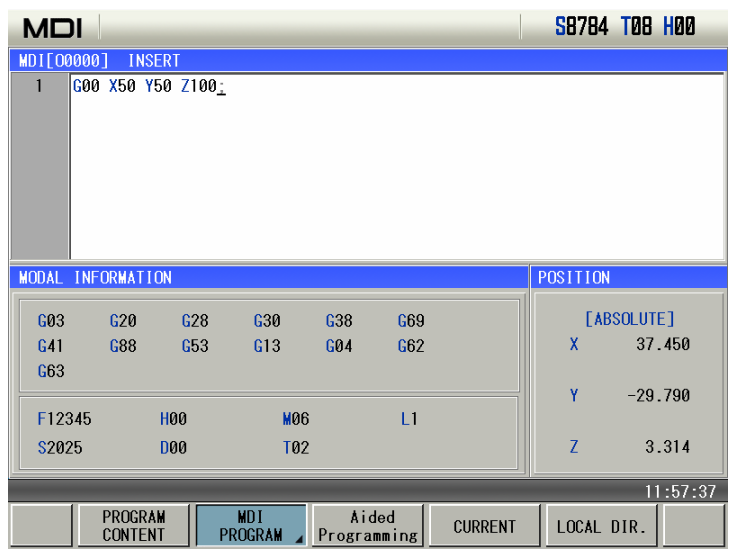 MDI S8784 T08 H00
MDI[O0000] INSERT
1 G00 X50 Y50 Z100;
MODAL INFORMATION POSITION
G03 G20 G28 G30 G38 G69 [ABSOLUTE]
G41 G88 G53 G13 G04 G62 X 37.450
G63
Y -29.790
F12345 H00 M06 L1
S2025 D00 T02 Z 3.314
11:57:37
PROGRAM CONTENT MDI PROGRAM Aided Programming CURRENT LOCAL DIR.